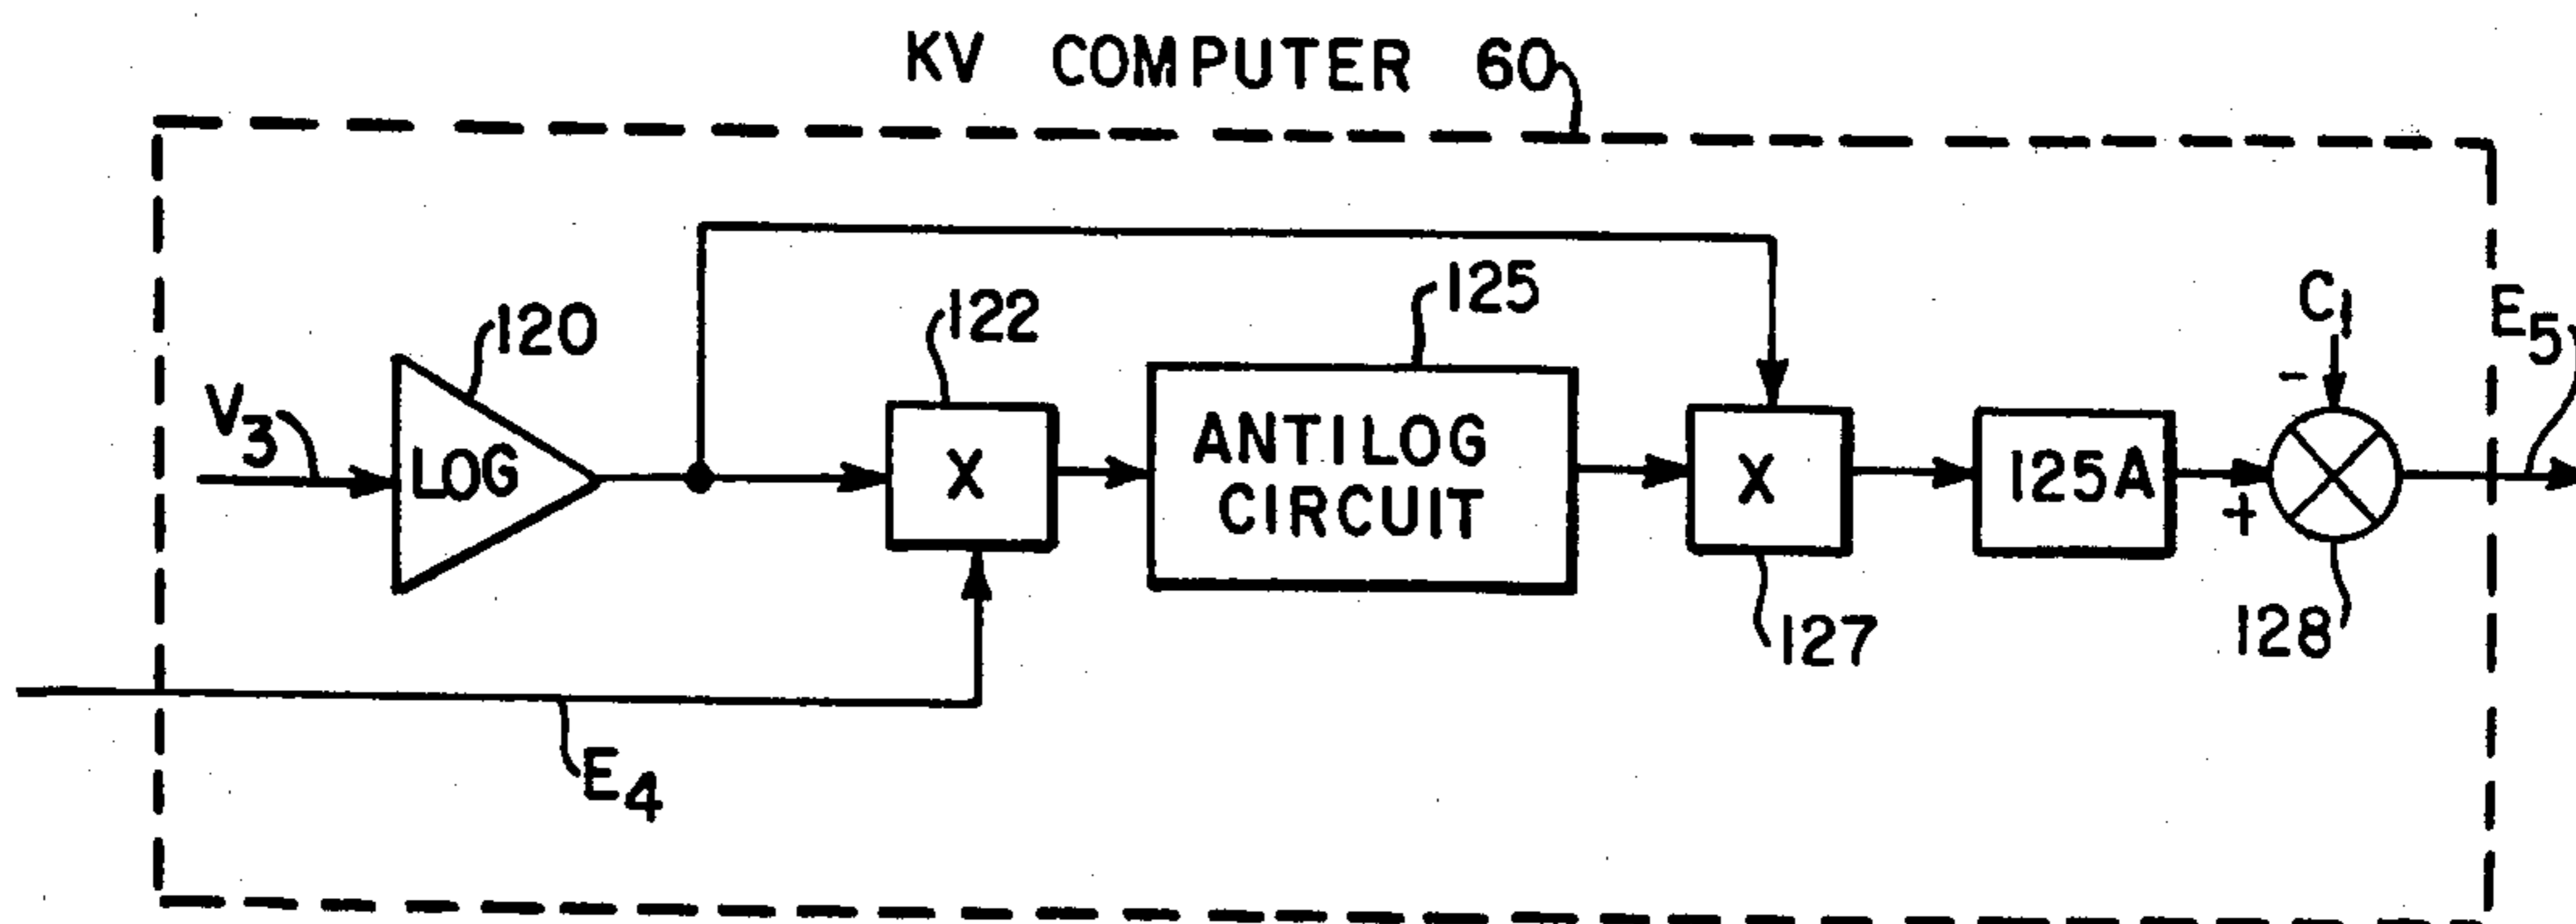 KV COMPUTER 60
V3
LOG
120
122
X
ANTILOG
CIRCUIT
125
X
127
125A
C1
-
+
128
E5
E4